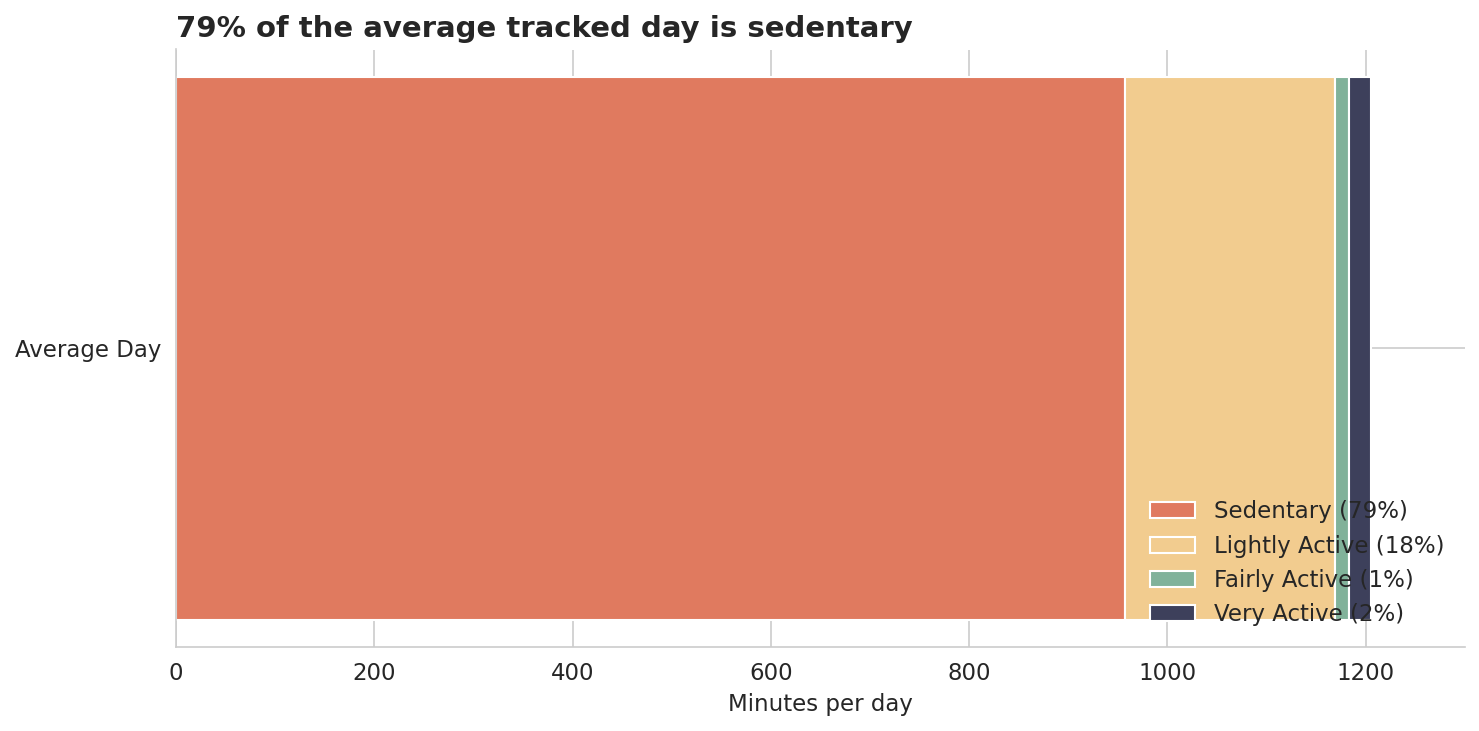 79% of the average tracked day is sedentary
Average Day
Sedentary (79%)
Lightly Active (18%)
Fairly Active (1%)
Very Active (2%)
0 200 400 600 800 1000 1200
Minutes per day